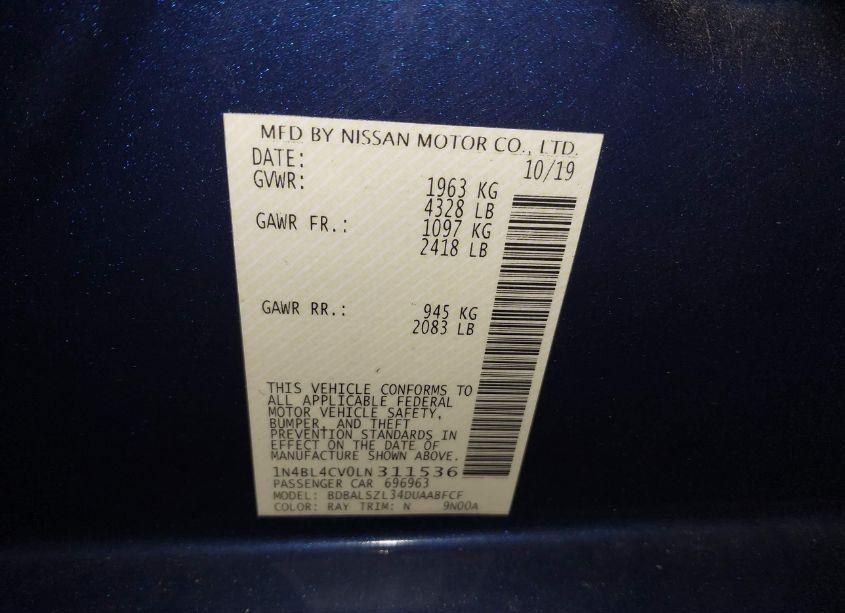 MFD BY NISSAN MOTOR CO., LTD.
DATE: 10/19
GVWR: 1963 KG
4328 LB
GAWR FR.: 1097 KG
2418 LB
GAWR RR.: 945 KG
2083 LB
THIS VEHICLE CONFORMS TO
ALL APPLICABLE FEDERAL
MOTOR VEHICLE SAFETY,
BUMPER, AND THEFT
PREVENTION STANDARDS IN
EFFECT ON THE DATE OF
MANUFACTURE SHOWN ABOVE.
1N4BL4CV0LN311536
PASSENGER CAR 696963
MODEL: BDBALSZL34DUAABFCF
COLOR: RAY TRIM: N 9N00A